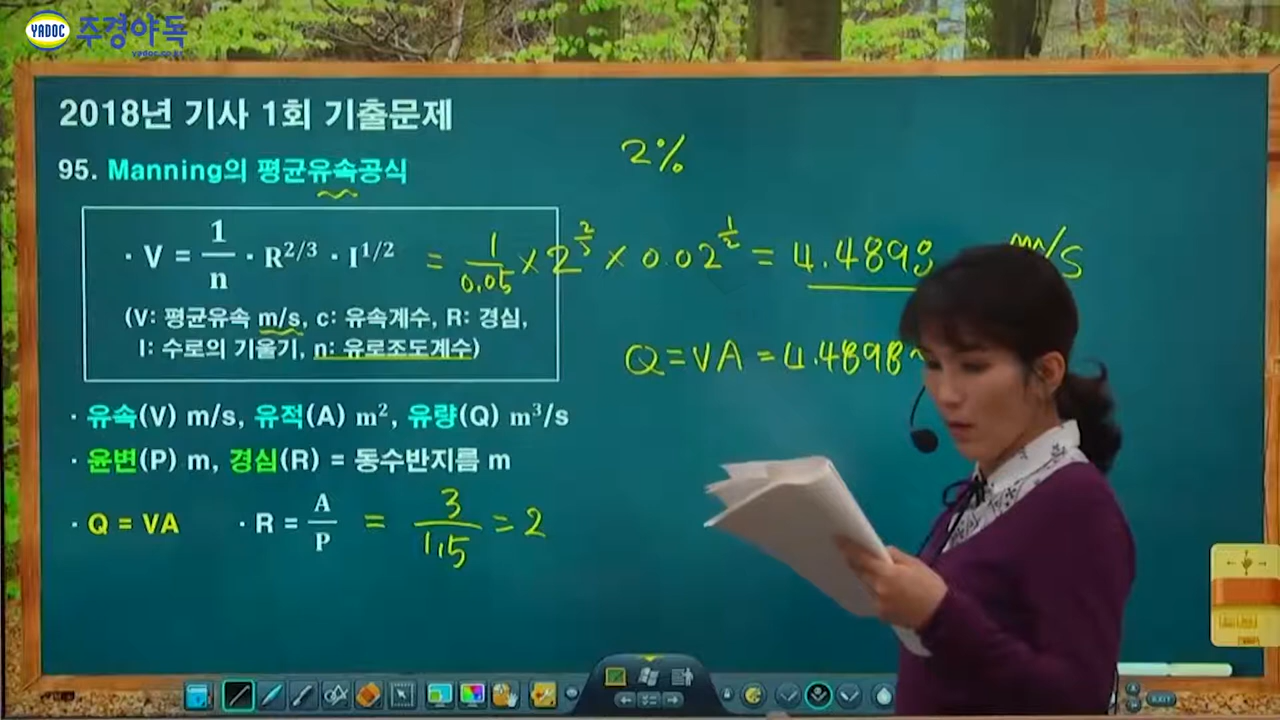 YADOC 주경야독
yadoc.co.kr
2018년 기사 1회 기출문제
2%
95. Manning의 평균유속공식
· V = 1/n · R^2/3 · I^1/2 = 1/0.05 × 2^2/3 × 0.02^1/2 = 4.4898 m/s
(V: 평균유속 m/s, c: 유속계수, R: 경심,
I: 수로의 기울기, n: 유로조도계수)
Q = VA = 4.4898
· 유속(V) m/s, 유적(A) m², 유량(Q) m³/s
· 윤변(P) m, 경심(R) = 동수반지름 m
· Q = VA · R = A/P = 3/1.5 = 2
EXIT